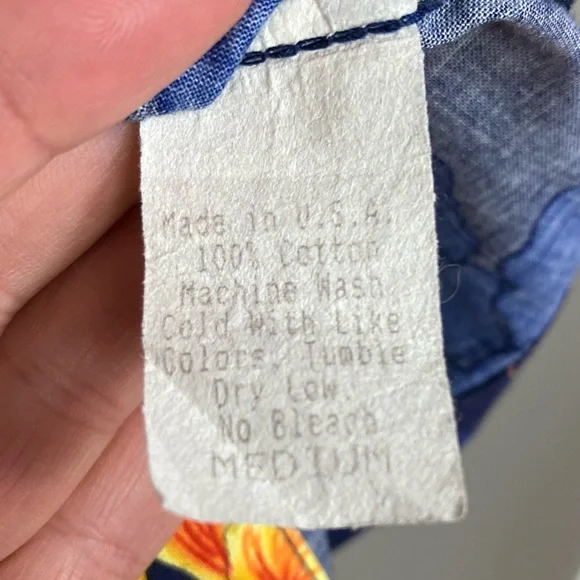 Made in U.S.A.
100% Cotton
Machine Wash
Cold With Like
Colors. Tumble
Dry Low.
No Bleach
MEDIUM